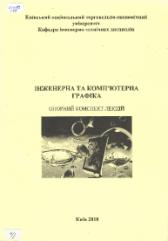 Київський національний торговельно-економічний
університет
Кафедра інженерно-технічних дисциплін
ІНЖЕНЕРНА ТА КОМП'ЮТЕРНА
ГРАФІКА
ОПОРНИЙ КОНСПЕКТ ЛЕКЦІЙ
Київ 2010